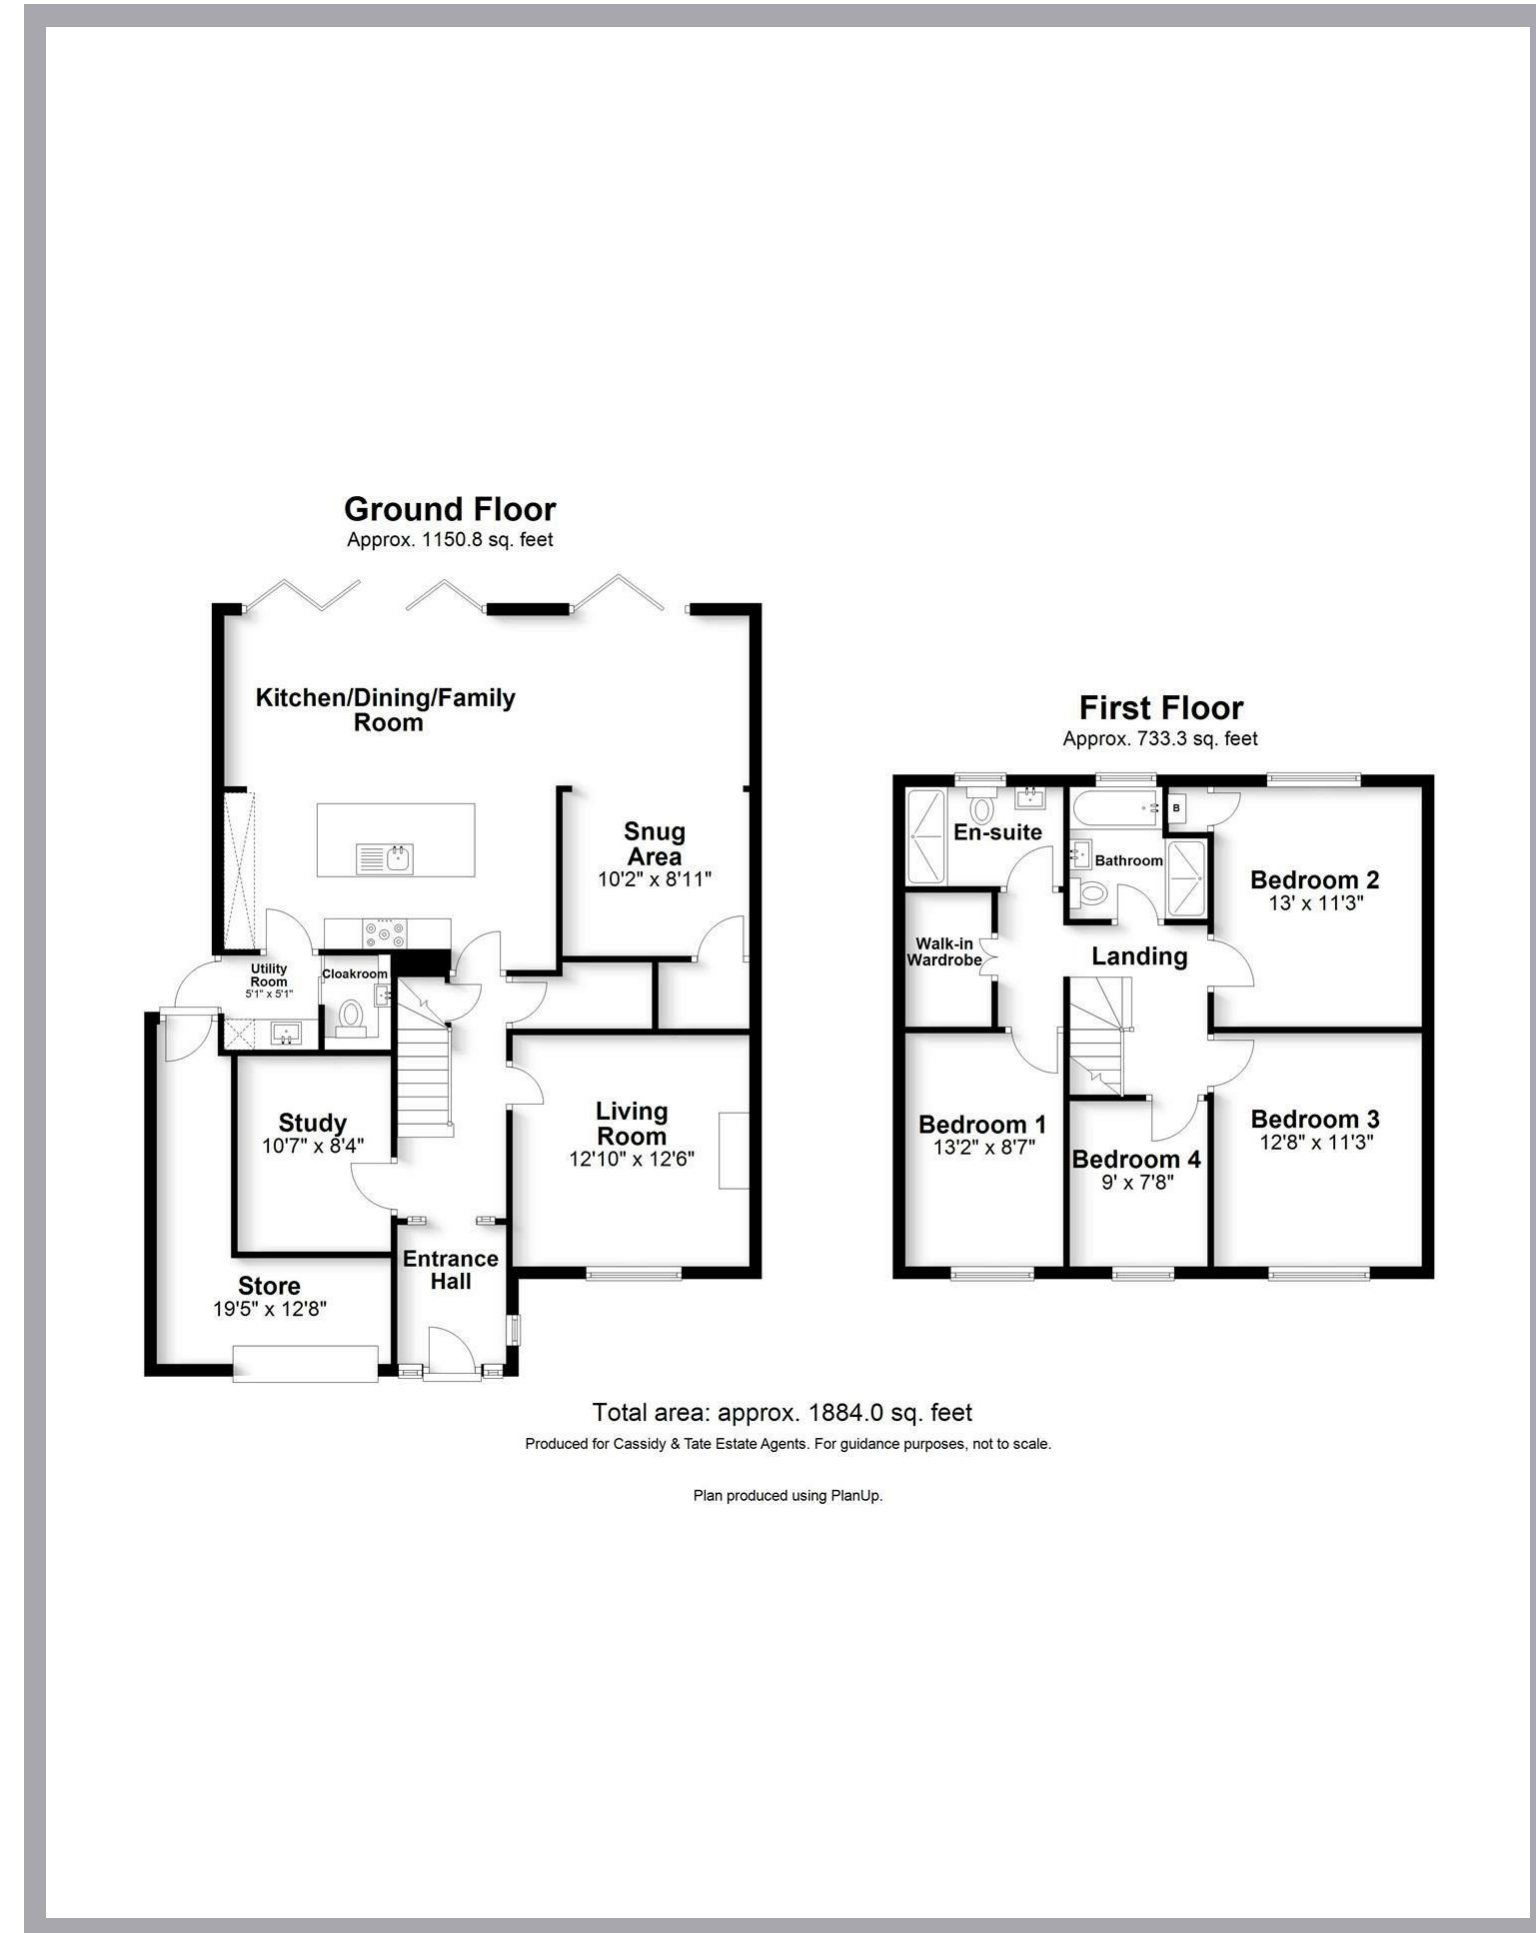 Ground Floor
Approx. 1150.8 sq. feet
Kitchen/Dining/Family
Room
Snug
Area
10'2" x 8'11"
Utility
Room
5'1" x 5'1"
Cloakroom
Study
10'7" x 8'4"
Living
Room
12'10" x 12'6"
Entrance
Hall
Store
19'5" x 12'8"
First Floor
Approx. 733.3 sq. feet
En-suite
B
Bathroom
Bedroom 2
13' x 11'3"
Walk-in
Wardrobe
Landing
Bedroom 1
13'2" x 8'7"
Bedroom 4
9' x 7'8"
Bedroom 3
12'8" x 11'3"
Total area: approx. 1884.0 sq. feet
Produced for Cassidy & Tate Estate Agents. For guidance purposes, not to scale.
Plan produced using PlanUp.